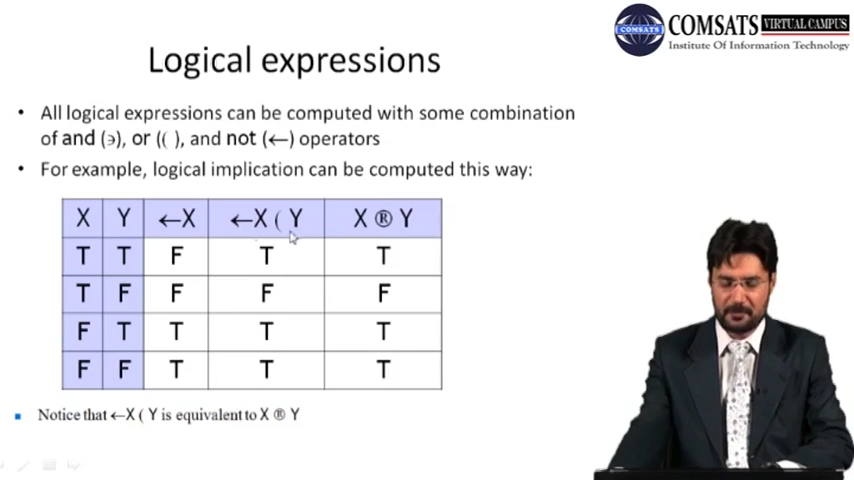 COMSATS VIRTUAL CAMPUS
COMSATS
Institute Of Information Technology
Logical expressions
• All logical expressions can be computed with some combination
of and (϶), or (( ), and not (←) operators
• For example, logical implication can be computed this way:
X Y ←X ←X ( Y X ® Y
T T F T T
T F F F F
F T T T T
F F T T T
▪ Notice that ←X ( Y is equivalent to X ® Y